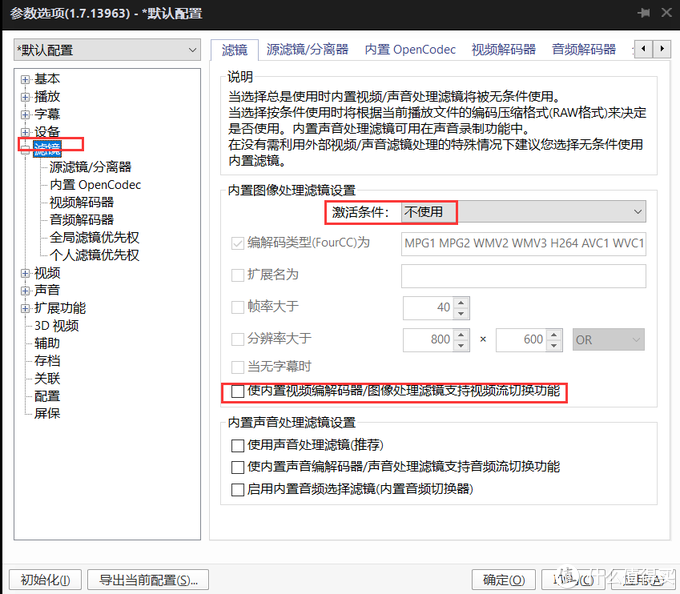 参数选项(1.7.13963) - *默认配置
*默认配置
滤镜
源滤镜/分离器
内置 OpenCodec
视频解码器
音频解码器
基本
播放
字幕
设备
滤镜
源滤镜/分离器
内置 OpenCodec
视频解码器
音频解码器
全局滤镜优先权
个人滤镜优先权
视频
声音
扩展功能
3D 视频
辅助
存档
关联
配置
屏保
说明
当选择总是使用时内置视频/声音处理滤镜将被无条件使用。
当选择按条件使用时将根据当前播放文件的编码压缩格式(RAW格式)来决定
是否使用。内置声音处理滤镜可用在声音录制功能中。
在没有需利用外部视频/声音滤镜处理的特殊情况下建议您选择无条件使用
内置滤镜。
内置图像处理滤镜设置
激活条件: 不使用
编解码类型(FourCC)为 MPG1 MPG2 WMV2 WMV3 H264 AVC1 WVC1
扩展名为
帧率大于 40
分辨率大于 800 × 600 OR
当无字幕时
使内置视频编解码器/图像处理滤镜支持视频流切换功能
内置声音处理滤镜设置
使用声音处理滤镜(推荐)
使内置声音编解码器/声音处理滤镜支持音频流切换功能
启用内置音频选择滤镜(内置音频切换器)
初始化(I) 导出当前配置(S)... 确定(O) 取消(C) 应用(A)
值 什么值得买